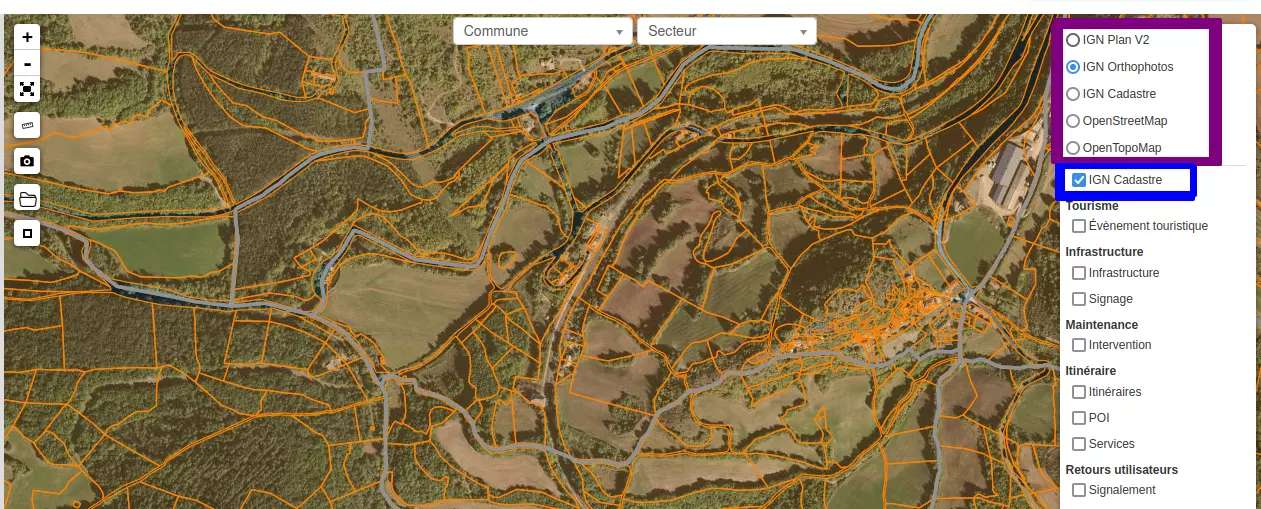 +
-
Commune
Secteur
IGN Plan V2
IGN Orthophotos
IGN Cadastre
OpenStreetMap
OpenTopoMap
IGN Cadastre
Tourisme
Évènement touristique
Infrastructure
Infrastructure
Signage
Maintenance
Intervention
Itinéraire
Itinéraires
POI
Services
Retours utilisateurs
Signalement